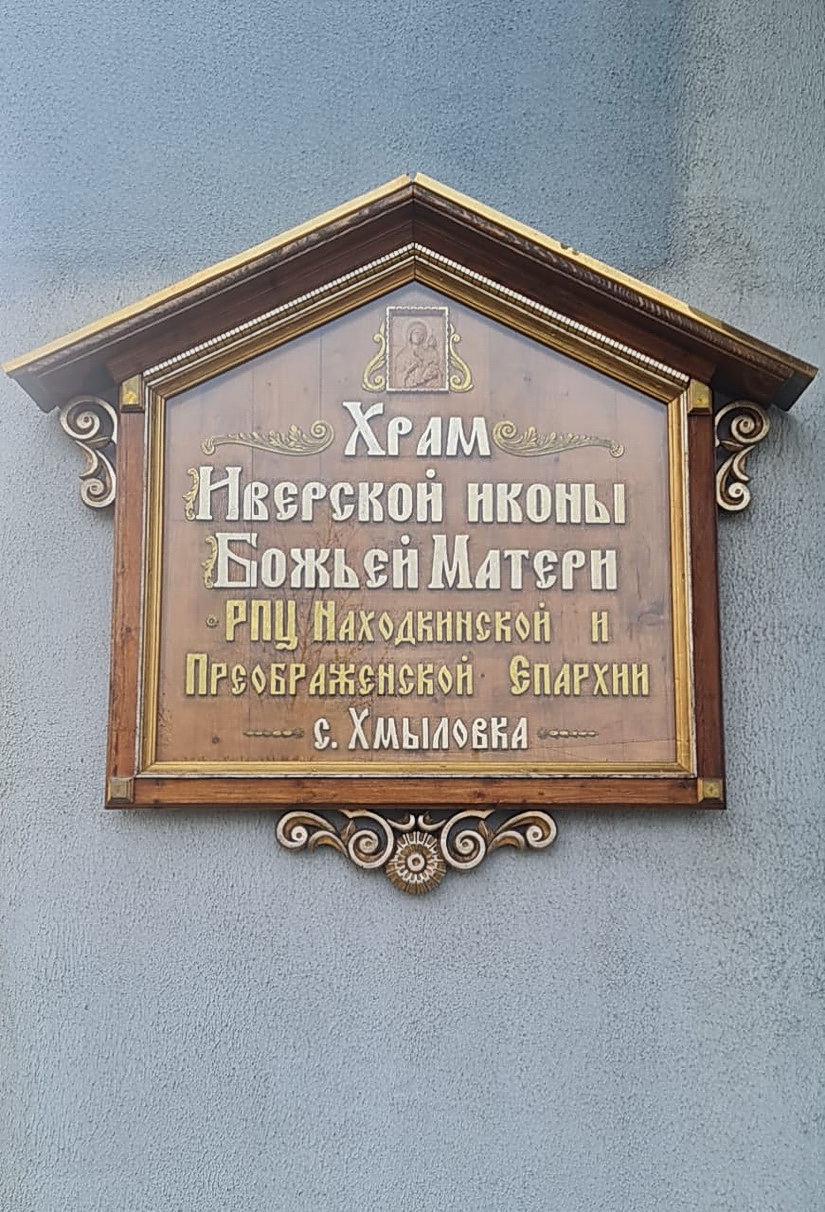 Храм
Иверской иконы
Божьей Матери
РПЦ Находкинской и
Преображенской Епархии
с. Хмыловка